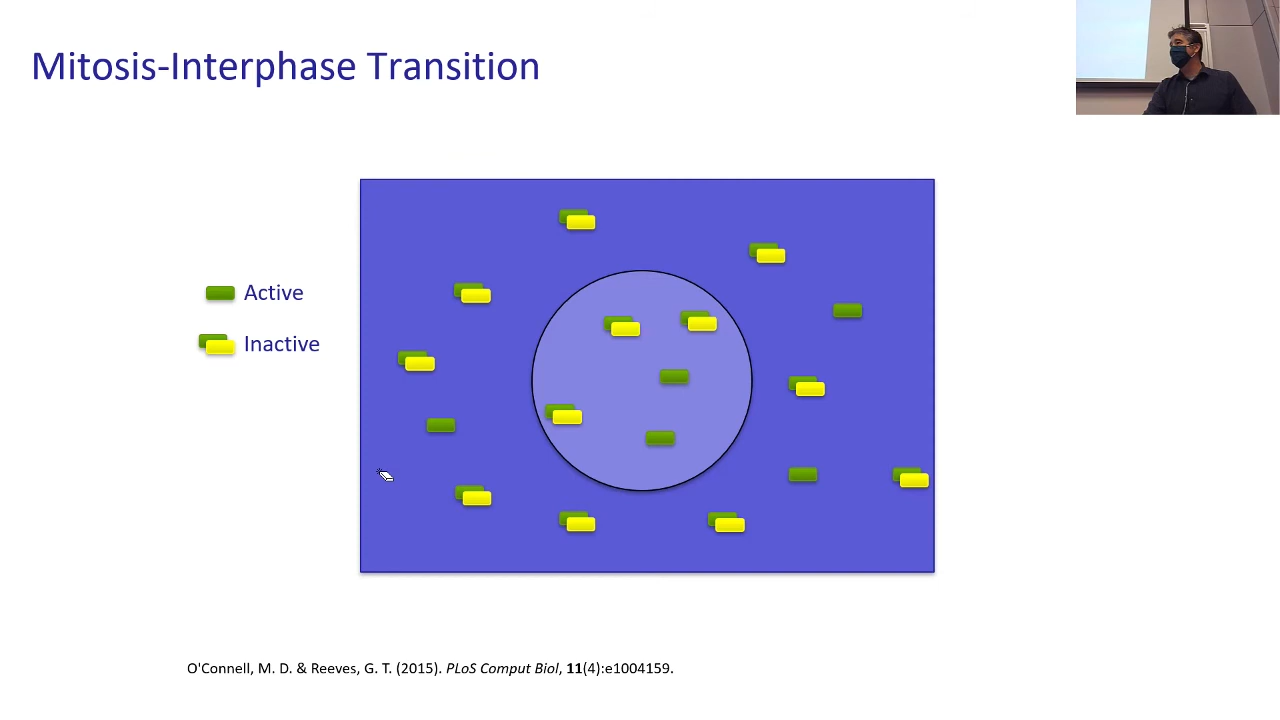 Mitosis-Interphase Transition
Active
Inactive
O'Connell, M. D. & Reeves, G. T. (2015). PLoS Comput Biol, 11(4):e1004159.